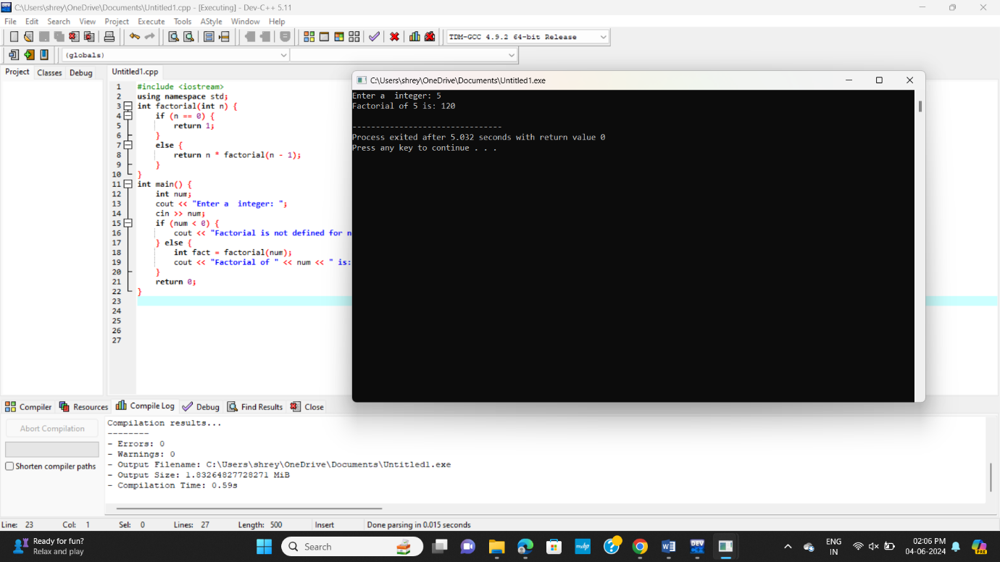 C:\Users\shrey\OneDrive\Documents\Untitled1.cpp - [Executing] - Dev-C++ 5.11
File Edit Search View Project Execute Tools AStyle Window Help
TDM-GCC 4.9.2 64-bit Release
(globals)
Project Classes Debug Untitled1.cpp
1 #include <iostream>
2 using namespace std;
3 int factorial(int n) {
4 if (n == 0) {
5 return 1;
6 }
7 else {
8 return n * factorial(n - 1);
9 }
10 }
11 int main() {
12 int num;
13 cout << "Enter a  integer: ";
14 cin >> num;
15 if (num < 0) {
16 cout << "Factorial is not defined for n
17 } else {
18 int fact = factorial(num);
19 cout << "Factorial of " << num << " is:
20 }
21 return 0;
22 }
23
24
25
26
27
C:\Users\shrey\OneDrive\Documents\Untitled1.exe
Enter a  integer: 5
Factorial of 5 is: 120
--------------------------------
Process exited after 5.032 seconds with return value 0
Press any key to continue . . .
Compiler Resources Compile Log Debug Find Results Close
Abort Compilation
Shorten compiler paths
Compilation results...
--------
- Errors: 0
- Warnings: 0
- Output Filename: C:\Users\shrey\OneDrive\Documents\Untitled1.exe
- Output Size: 1.83264827728271 MiB
- Compilation Time: 0.59s
Line: 23 Col: 1 Sel: 0 Lines: 27 Length: 500 Insert Done parsing in 0.015 seconds
Ready for fun?
Relax and play
Search
mvhp
DEV
ENG
IN
02:06 PM
04-06-2024
PRE